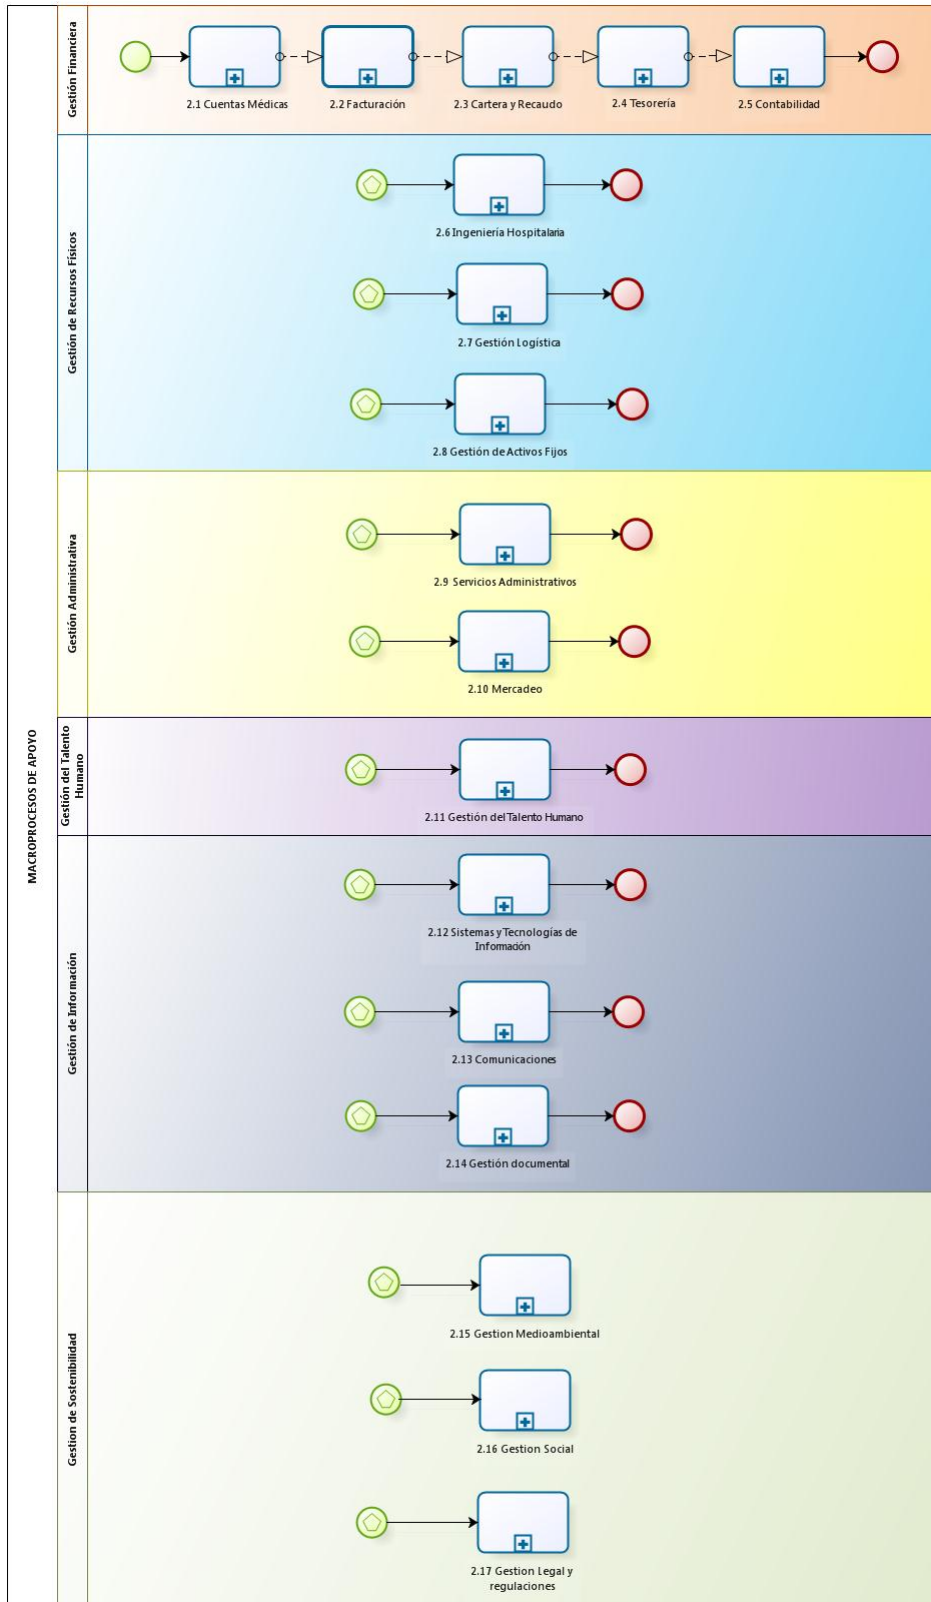 MACROPROCESOS DE APOYO
Gestión Financiera
2.1 Cuentas Médicas
2.2 Facturación
2.3 Cartera y Recaudo
2.4 Tesorería
2.5 Contabilidad
Gestión de Recursos Físicos
2.6 Ingeniería Hospitalaria
2.7 Gestión Logística
2.8 Gestión de Activos Fijos
Gestión Administrativa
2.9 Servicios Administrativos
2.10 Mercadeo
Gestión del Talento
Humano
2.11 Gestión del Talento Humano
Gestión de Información
2.12 Sistemas y Tecnologías de
Información
2.13 Comunicaciones
2.14 Gestión documental
Gestion de Sostenibilidad
2.15 Gestion Medioambiental
2.16 Gestion Social
2.17 Gestion Legal y
regulaciones